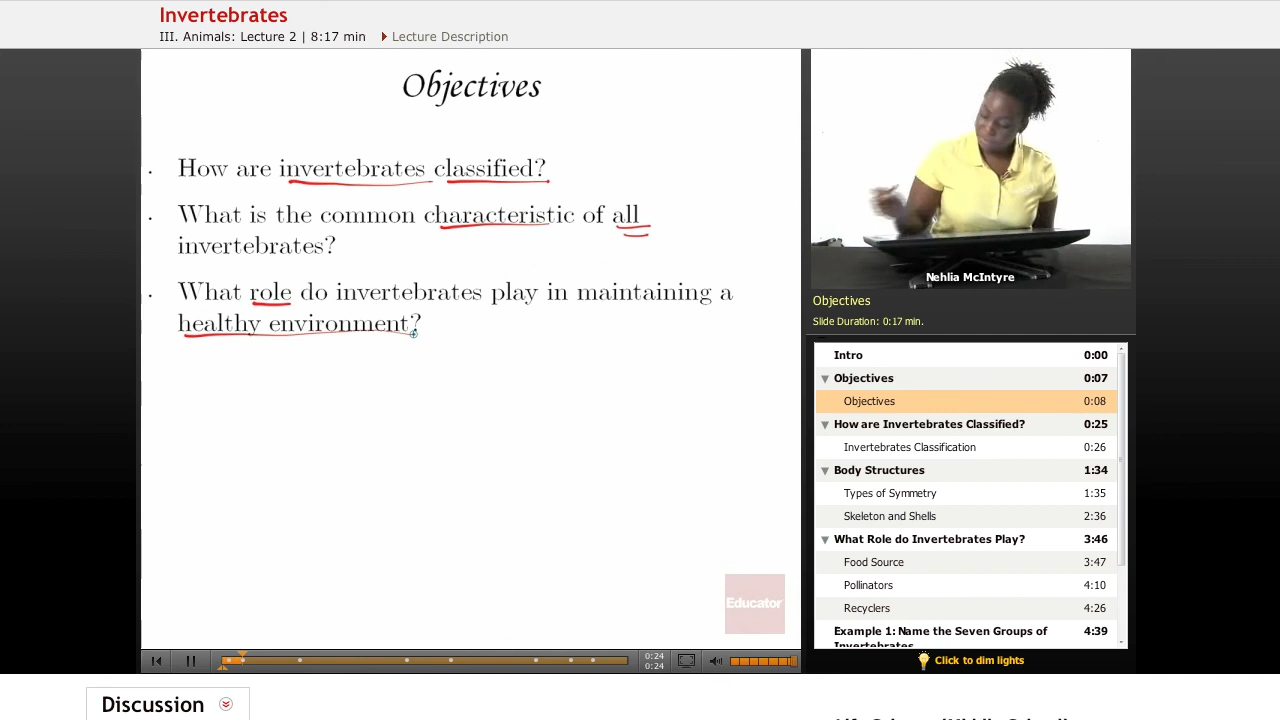 Invertebrates
III. Animals: Lecture 2 | 8:17 min Lecture Description
Objectives
How are invertebrates classified?
What is the common characteristic of all
invertebrates?
What role do invertebrates play in maintaining a
healthy environment?
Educator
0:24
0:24
Nehlia McIntyre
Objectives
Slide Duration: 0:17 min.
Intro 0:00
Objectives 0:07
Objectives 0:08
How are Invertebrates Classified? 0:25
Invertebrates Classification 0:26
Body Structures 1:34
Types of Symmetry 1:35
Skeleton and Shells 2:36
What Role do Invertebrates Play? 3:46
Food Source 3:47
Pollinators 4:10
Recyclers 4:26
Example 1: Name the Seven Groups of 4:39
Invertebrates
Click to dim lights
Discussion